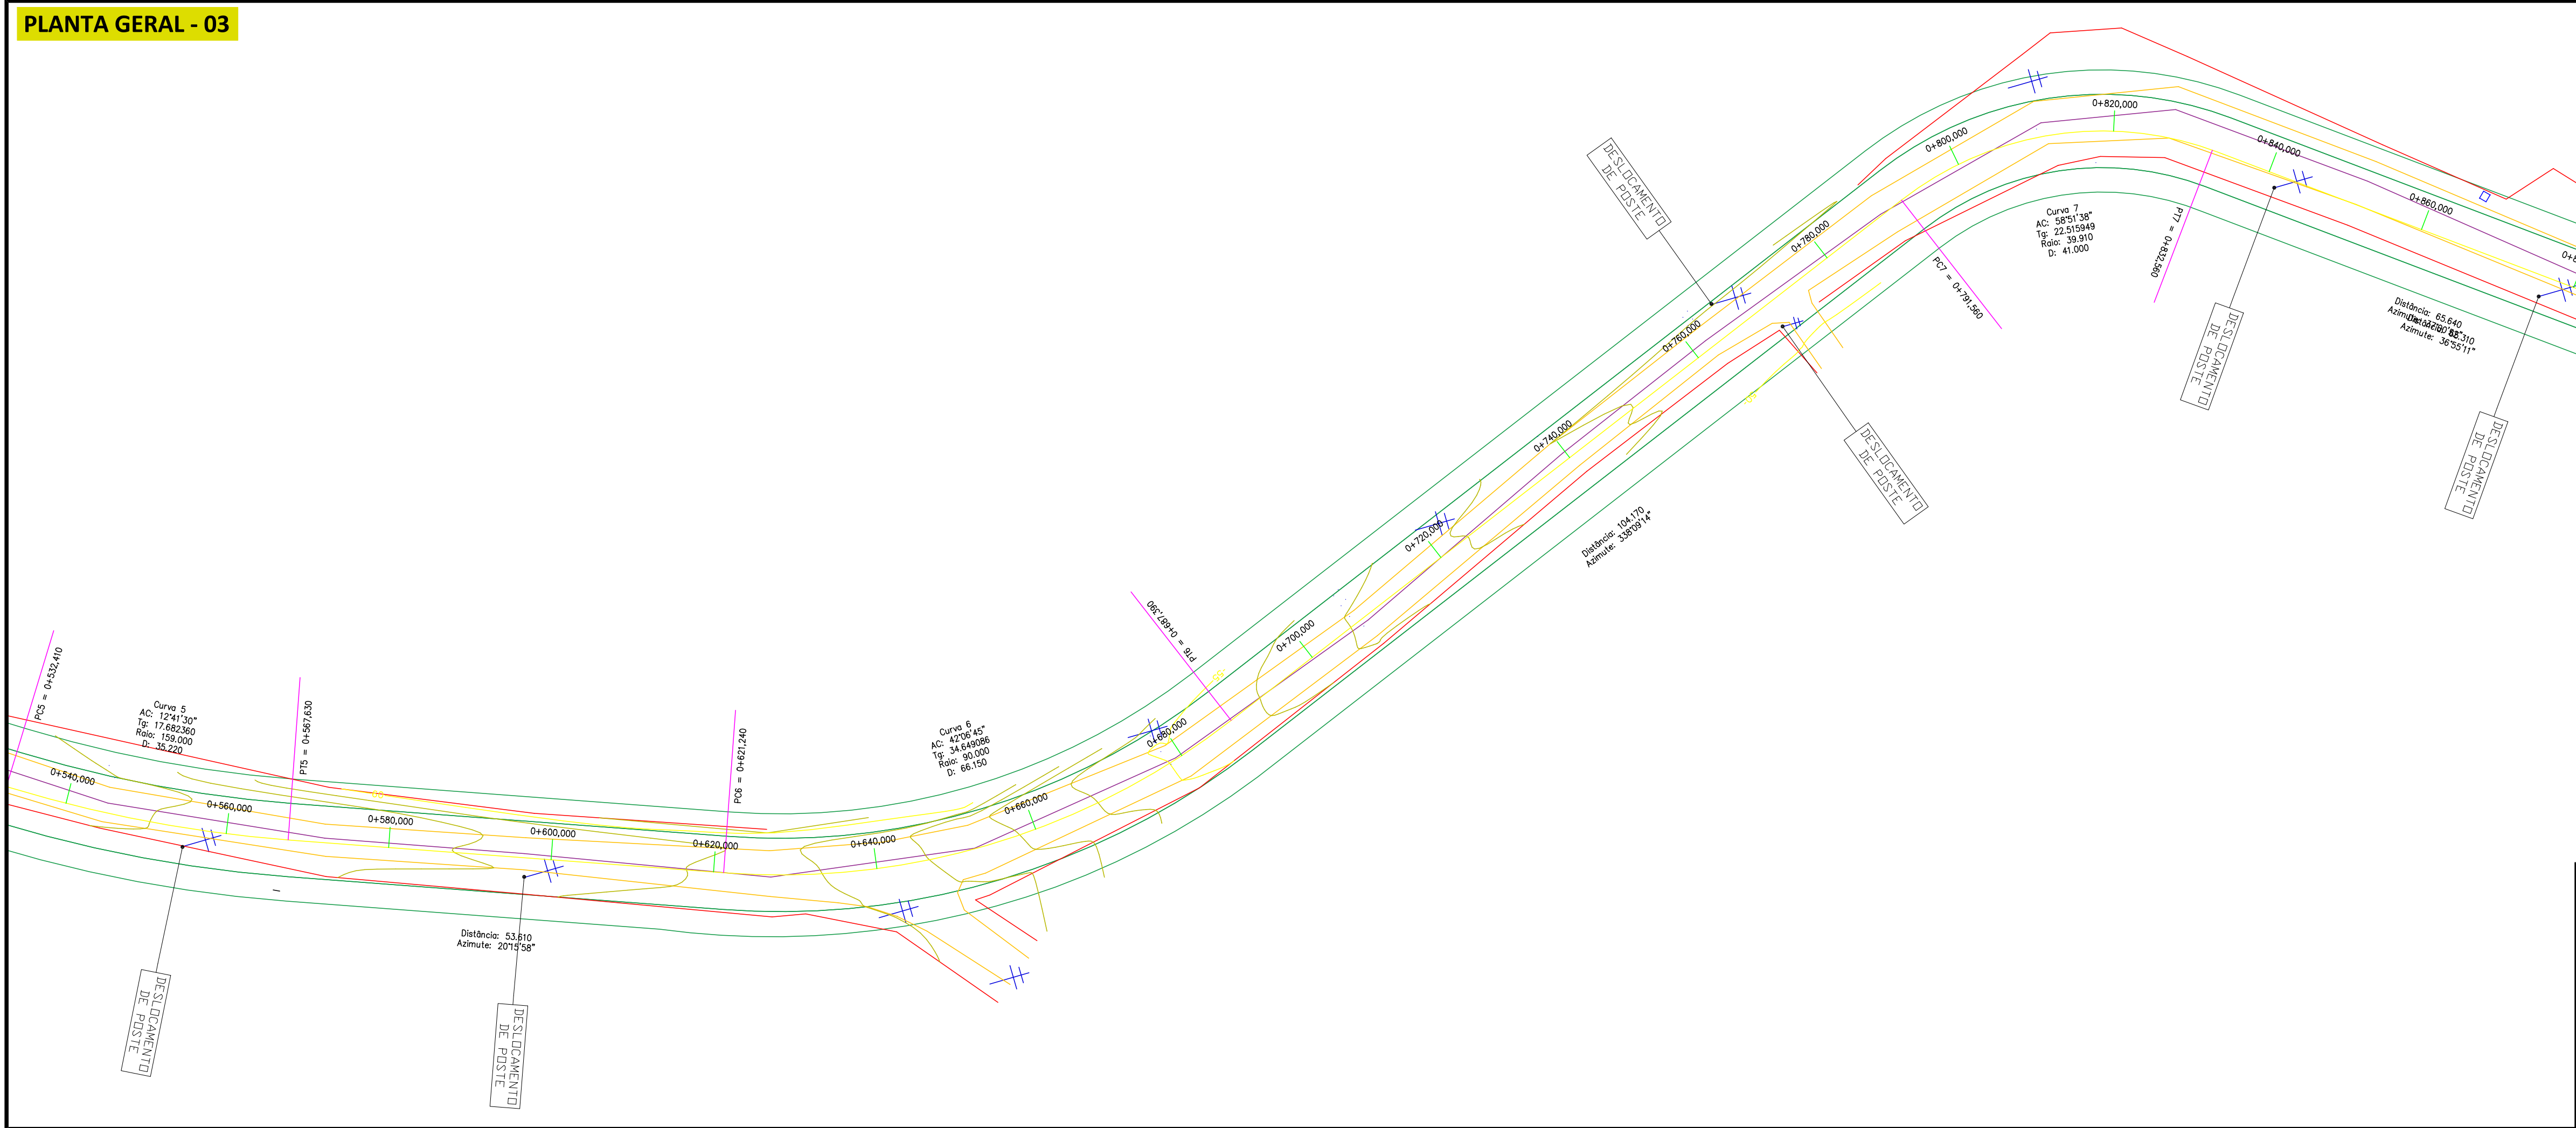 PLANTA GERAL - 03
PC5 = 0+532,410
0+540,000
Curva 5
AC: 12°41'30"
Tg: 17.682360
Raio: 159.000
D: 35.220
0+560,000
PT5 = 0+567,630
0+580,000
0+600,000
0+620,000
PC6 = 0+621,240
DESLOCAMENTO
DE POSTE
Distância: 53.610
Azimute: 20°15'58"
DESLOCAMENTO
DE POSTE
0+640,000
Curva 6
AC: 42°06'45"
Tg: 34.649086
Raio: 90.000
D: 66.150
0+660,000
0+680,000
PT6 = 0+687,390
0+700,000
0+720,000
0+740,000
0+760,000
0+780,000
Distância: 104.170
Azimute: 338°09'14"
DESLOCAMENTO
DE POSTE
DESLOCAMENTO
DE POSTE
PC7 = 0+791,560
0+800,000
0+820,000
Curva 7
AC: 58°51'38"
Tg: 22.515949
Raio: 39.910
D: 41.000
PT7 = 0+832,560
0+840,000
0+860,000
DESLOCAMENTO
DE POSTE
Distância: 65.640
Azimute: 36°55'11"
DESLOCAMENTO
DE POSTE